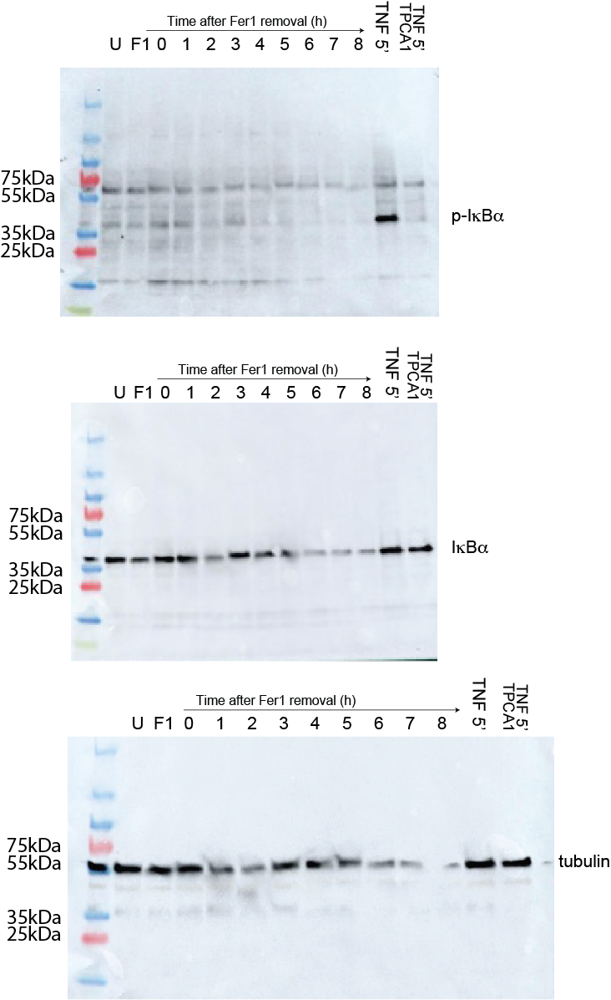 Time after Fer1 removal (h)
U F1 0 1 2 3 4 5 6 7 8
TNF 5'
TNF 5'
TPCA1
75kDa
55kDa
35kDa
25kDa
p-IκBα
Time after Fer1 removal (h)
U F1 0 1 2 3 4 5 6 7 8
TNF 5'
TNF 5'
TPCA1
75kDa
55kDa
35kDa
25kDa
IκBα
Time after Fer1 removal (h)
U F1 0 1 2 3 4 5 6 7 8
TNF 5'
TNF 5'
TPCA1
75kDa
55kDa
35kDa
25kDa
tubulin